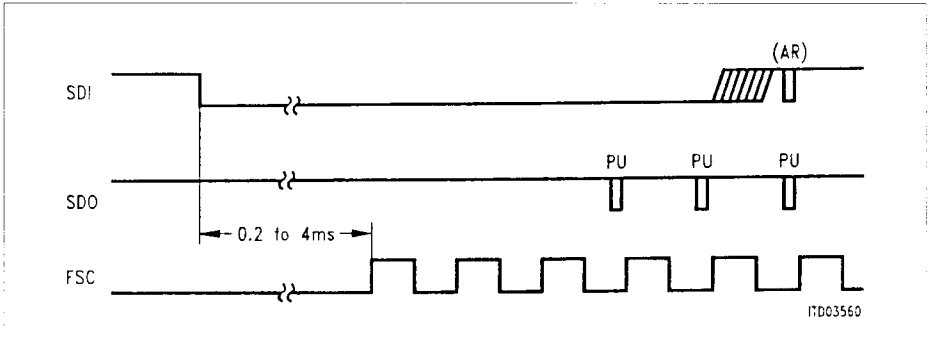 (AR)
SDI
PU PU PU
SDO
0.2 to 4ms
FSC
ITD03560